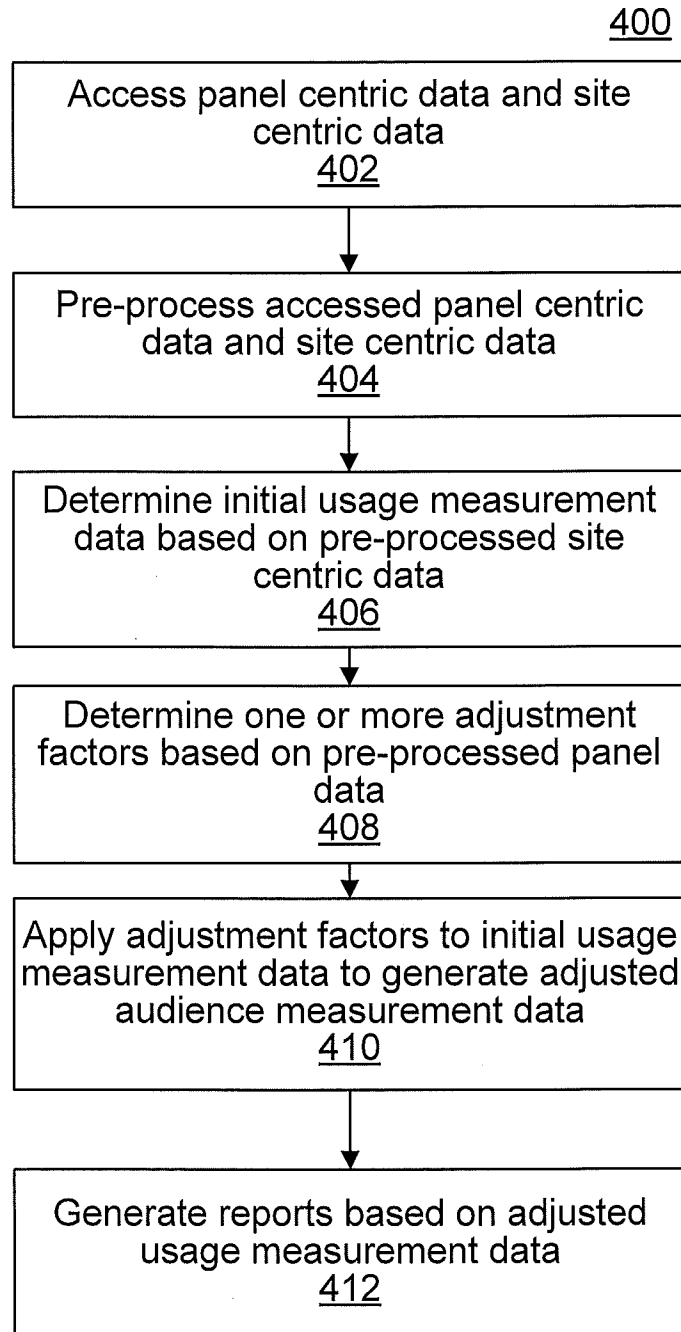 400
Access panel centric data and site
centric data
402
Pre-process accessed panel centric
data and site centric data
404
Determine initial usage measurement
data based on pre-processed site
centric data
406
Determine one or more adjustment
factors based on pre-processed panel
data
408
Apply adjustment factors to initial usage
measurement data to generate adjusted
audience measurement data
410
Generate reports based on adjusted
usage measurement data
412